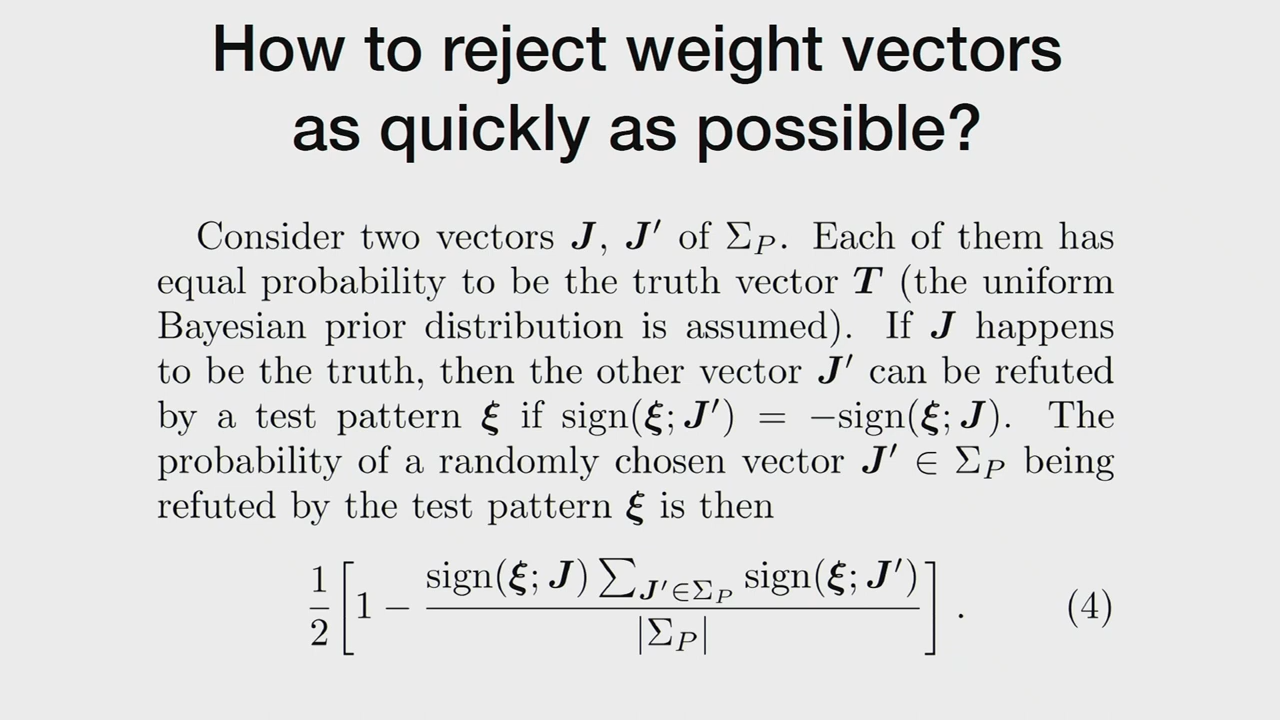 How to reject weight vectors
as quickly as possible?
Consider two vectors J, J′ of Σ_P. Each of them has
equal probability to be the truth vector T (the uniform
Bayesian prior distribution is assumed). If J happens
to be the truth, then the other vector J′ can be refuted
by a test pattern ξ if sign(ξ; J′) = −sign(ξ; J). The
probability of a randomly chosen vector J′ ∈ Σ_P being
refuted by the test pattern ξ is then
1/2 [1 − sign(ξ; J) ∑_{J′∈Σ_P} sign(ξ; J′) / |Σ_P|] . (4)